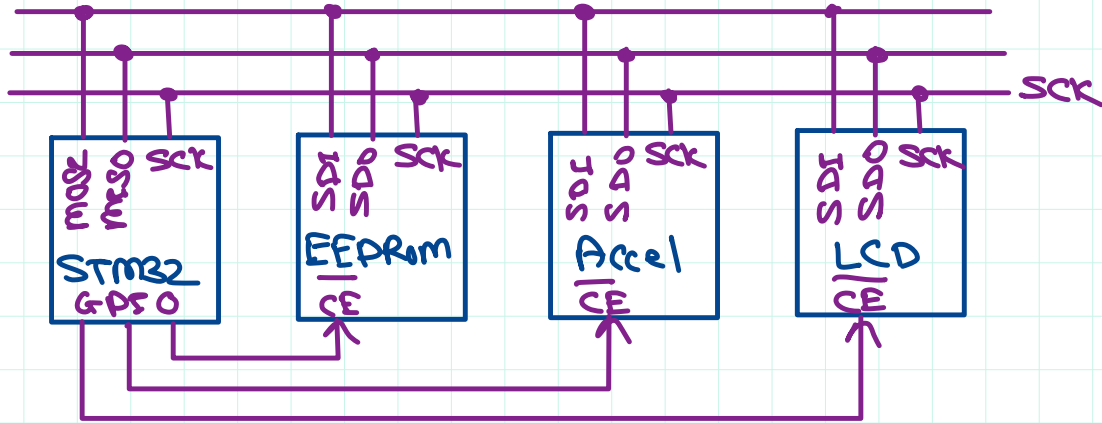 SCK
MOSI MISO SCK
STM32
GPIO
SDI SDO SCK
EEPROM
CE
SDI SDO SCK
Accel
CE
SDI SDO SCK
LCD
CE